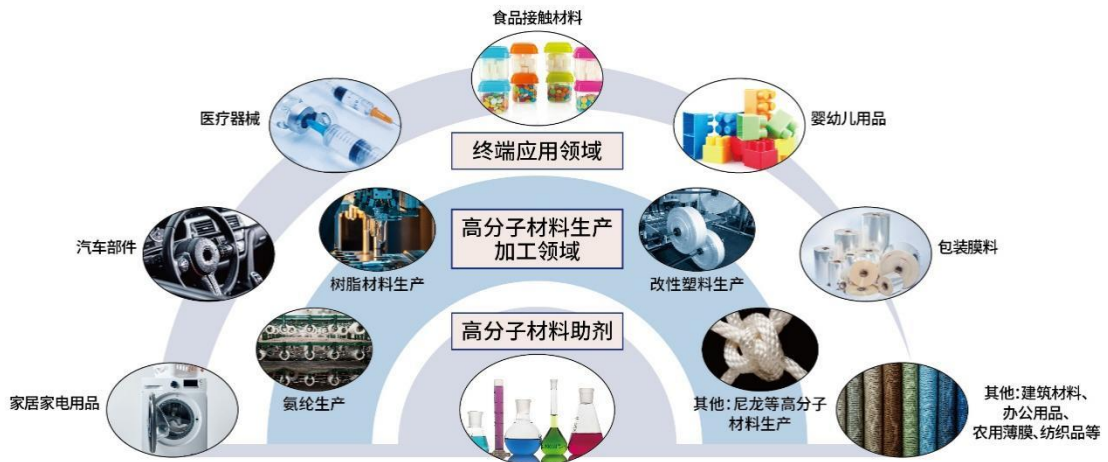 食品接触材料
医疗器械
婴幼儿用品
终端应用领域
汽车部件
高分子材料生产
加工领域
包装膜料
树脂材料生产
改性塑料生产
高分子材料助剂
家居家电用品
氨纶生产
其他:尼龙等高分子
材料生产
其他:建筑材料、
办公用品、
农用薄膜、纺织品等